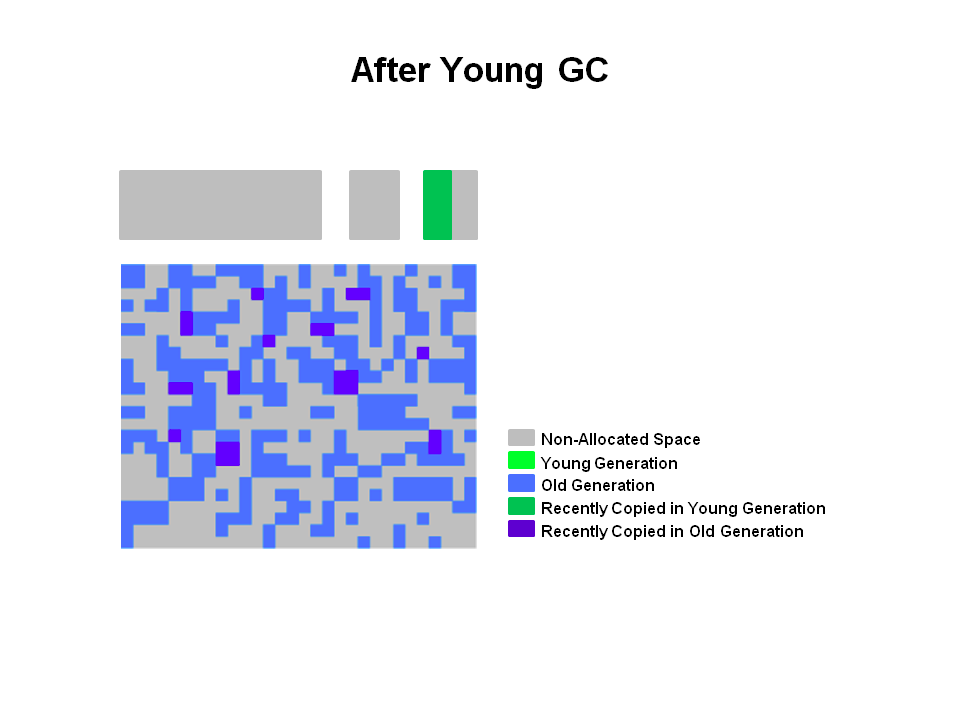 After Young GC
Non-Allocated Space
Young Generation
Old Generation
Recently Copied in Young Generation
Recently Copied in Old Generation